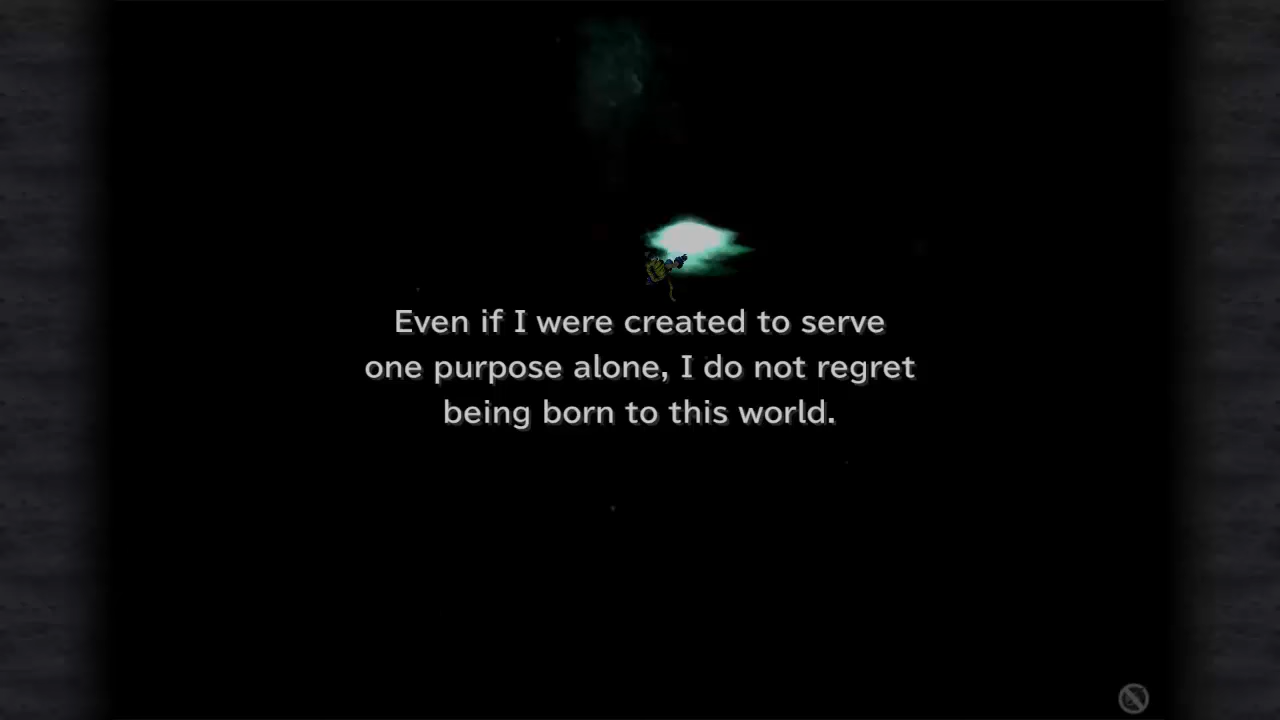 Even if I were created to serve
one purpose alone, I do not regret
being born to this world.